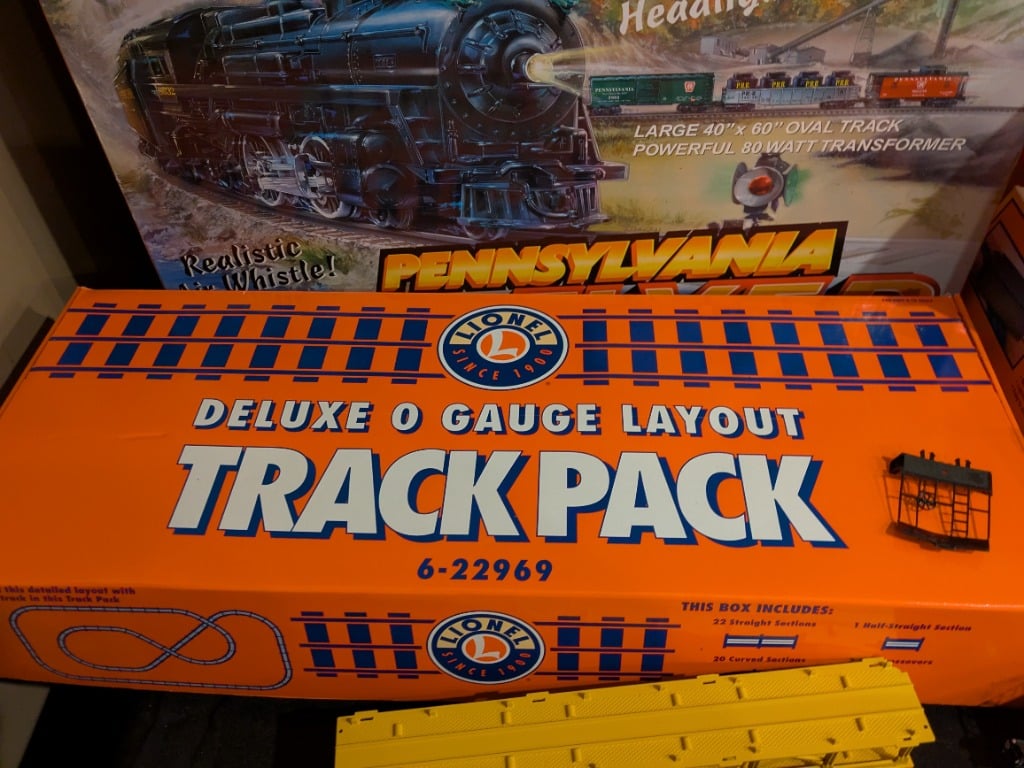 LARGE 40" x 60" OVAL TRACK
POWERFUL 80 WATT TRANSFORMER
PENNSYLVANIA
P.R.R P.R.R P.R.R P.R.R
PENNSYLVANIA
Realistic
Whistle!
PENNSYLVANIA
LIONEL
L
SINCE 1900
DELUXE O GAUGE LAYOUT
TRACK PACK
6-22969
this detailed layout with
track in this Track Pack
LIONEL
L
SINCE 1900
THIS BOX INCLUDES:
22 Straight Sections
1 Half-Straight Section
20 Curved Sections